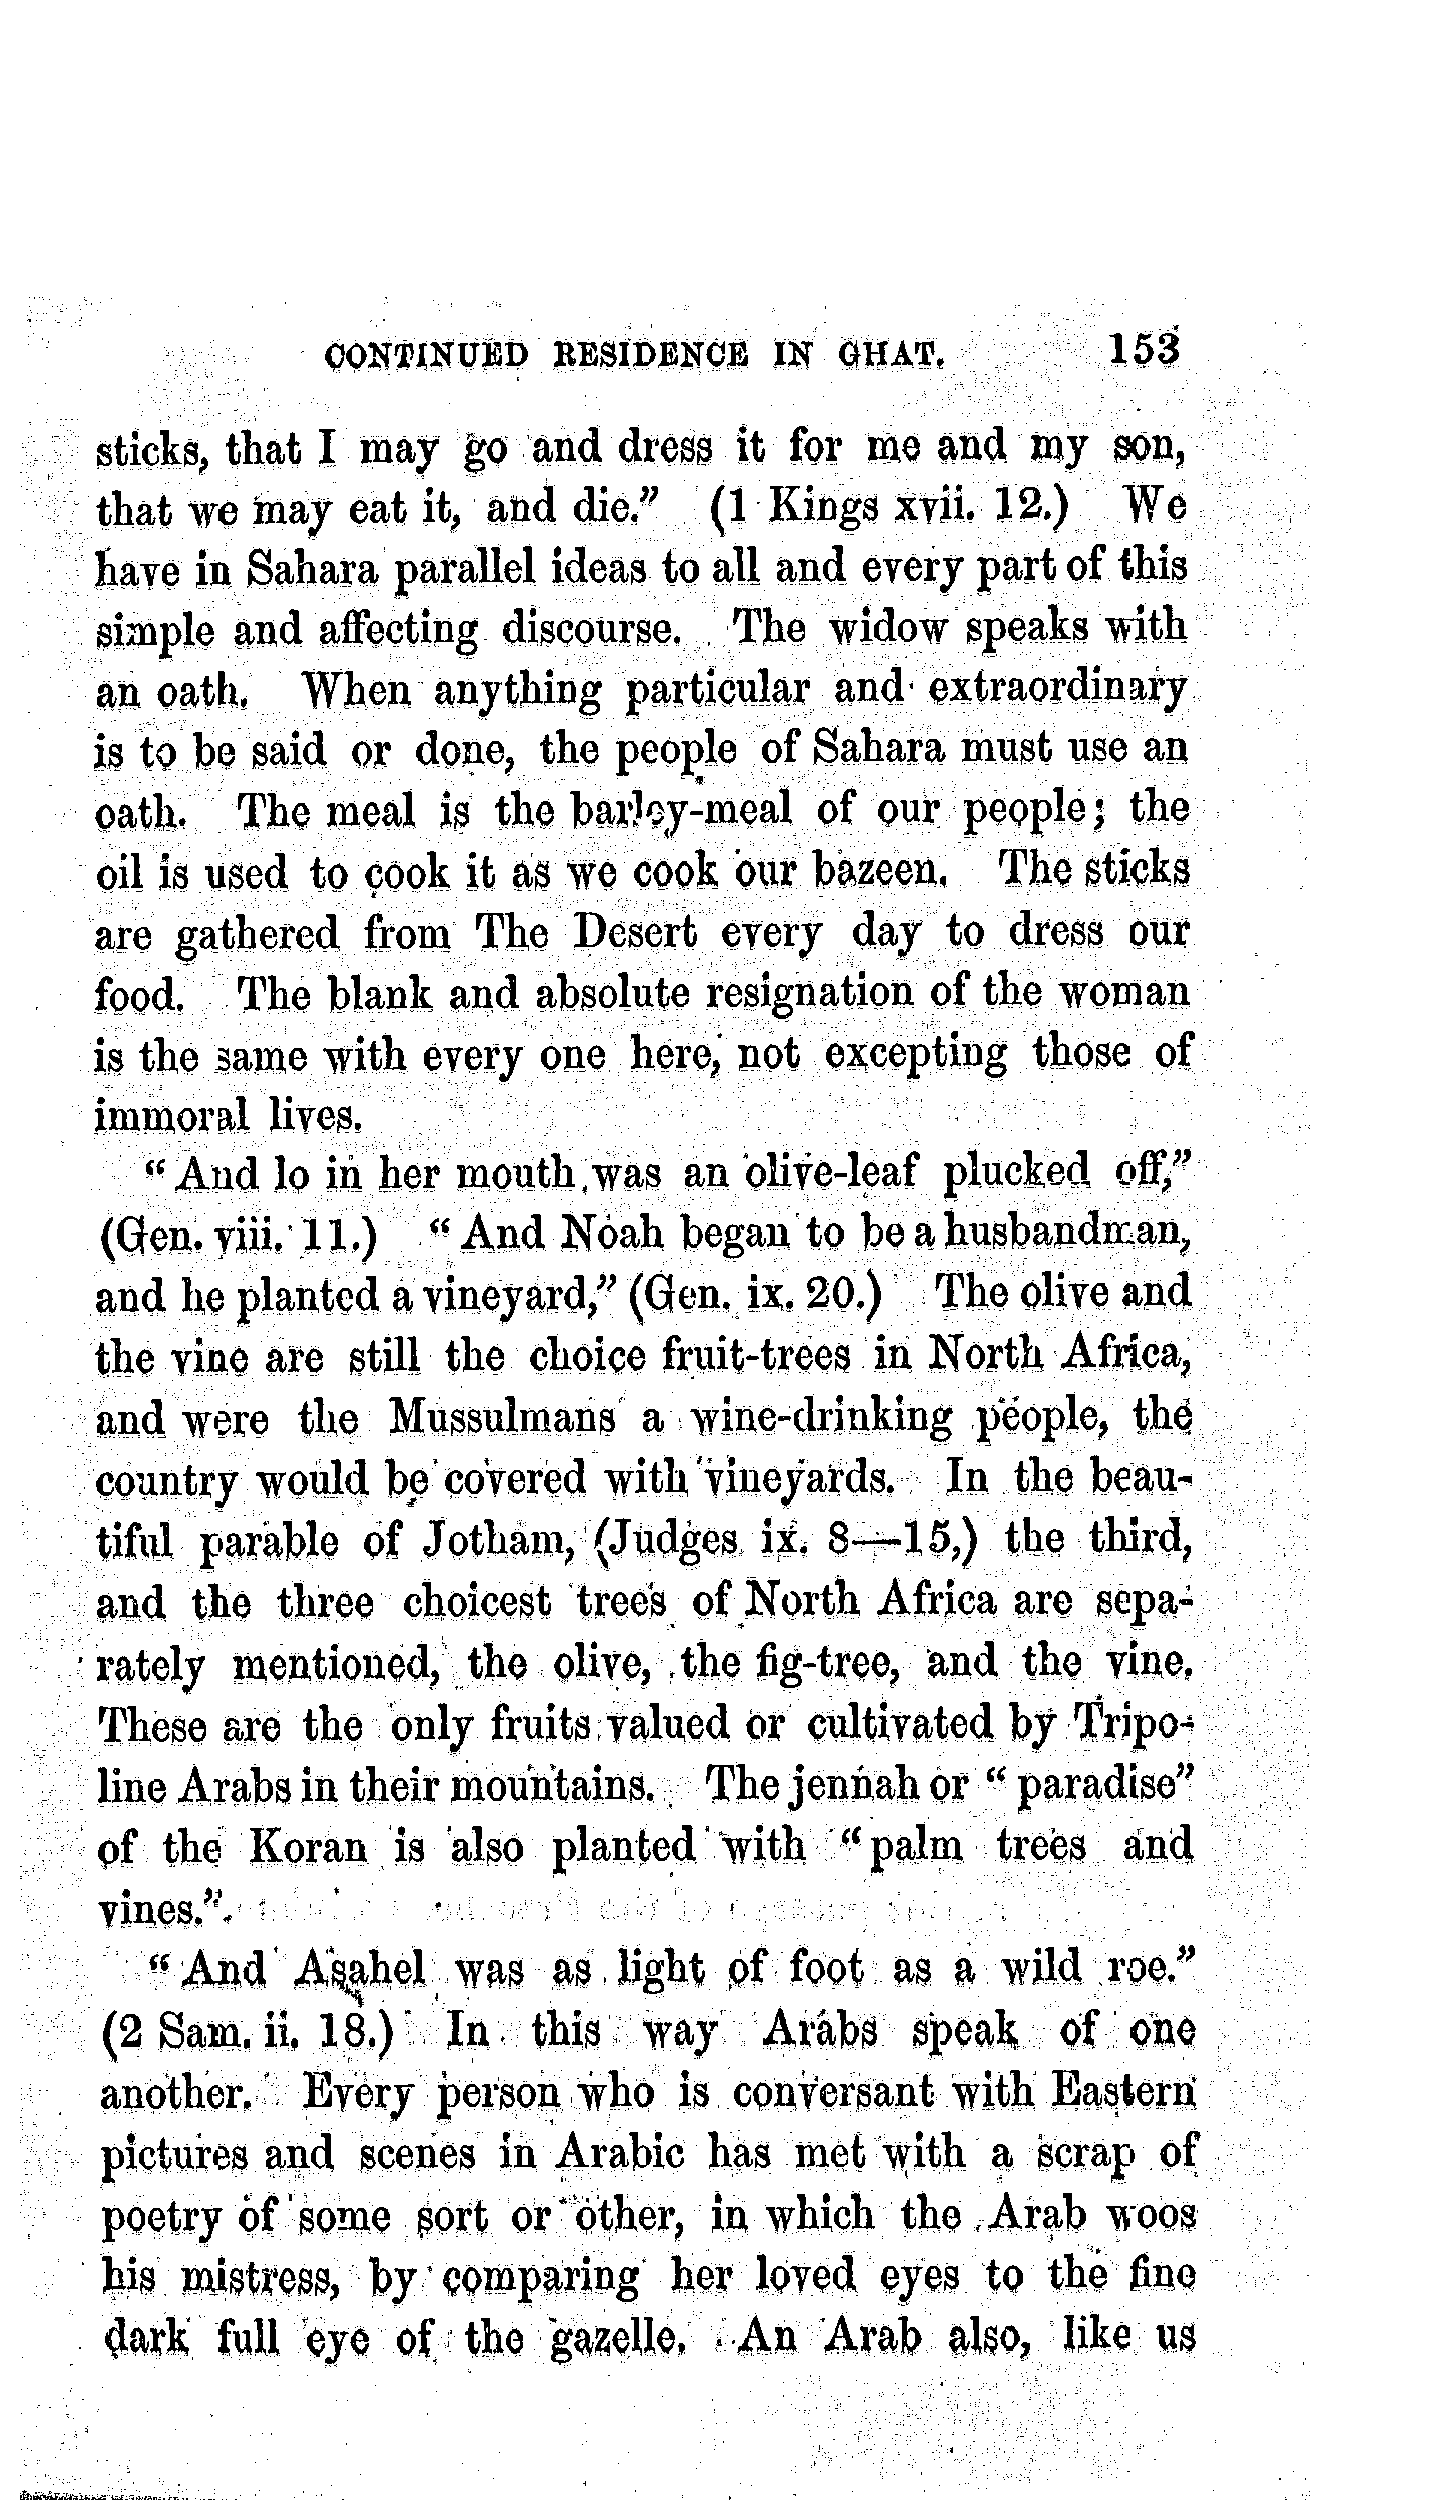 CONTINUED RESIDENCE IN GHAT. 153
sticks, that I may go and dress it for me and my son,
that we may eat it, and die.” (1 Kings xvii. 12.) We
have in Sahara parallel ideas to all and every part of this
simple and affecting discourse. The widow speaks with
an oath. When anything particular and extraordinary
is to be said or done, the people of Sahara must use an
oath. The meal is the barley-meal of our people; the
oil is used to cook it as we cook our bazeen. The sticks
are gathered from The Desert every day to dress our
food. The blank and absolute resignation of the woman
is the same with every one here, not excepting those of
immoral lives.
“And lo in her mouth was an olive-leaf plucked off,”
(Gen. viii. 11.) “And Noah began to be a husbandman,
and he planted a vineyard,” (Gen. ix. 20.) The olive and
the vine are still the choice fruit-trees in North Africa,
and were the Mussulmans a wine-drinking people, the
country would be covered with vineyards. In the beau-
tiful parable of Jotham, (Judges ix. 8—15,) the third,
and the three choicest trees of North Africa are sepa-
rately mentioned, the olive, the fig-tree, and the vine.
These are the only fruits valued or cultivated by Tripo-
line Arabs in their mountains. The jennah or “paradise”
of the Koran is also planted with “palm trees and
vines.”
“And Asahel was as light of foot as a wild roe.”
(2 Sam. ii. 18.) In this way Arabs speak of one
another. Every person who is conversant with Eastern
pictures and scenes in Arabic has met with a scrap of
poetry of some sort or other, in which the Arab woos
his mistress, by comparing her loved eyes to the fine
dark full eye of the gazelle. An Arab also, like us